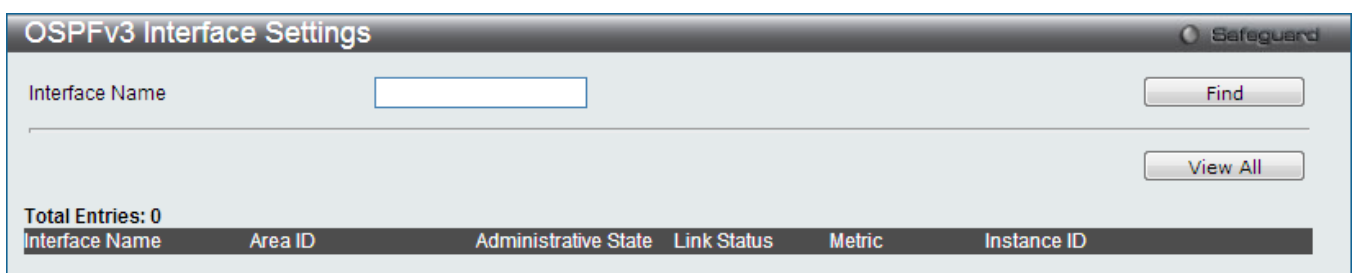 OSPFv3 Interface Settings
Safeguard
Interface Name
Find
View All
Total Entries: 0
Interface Name Area ID Administrative State Link Status Metric Instance ID